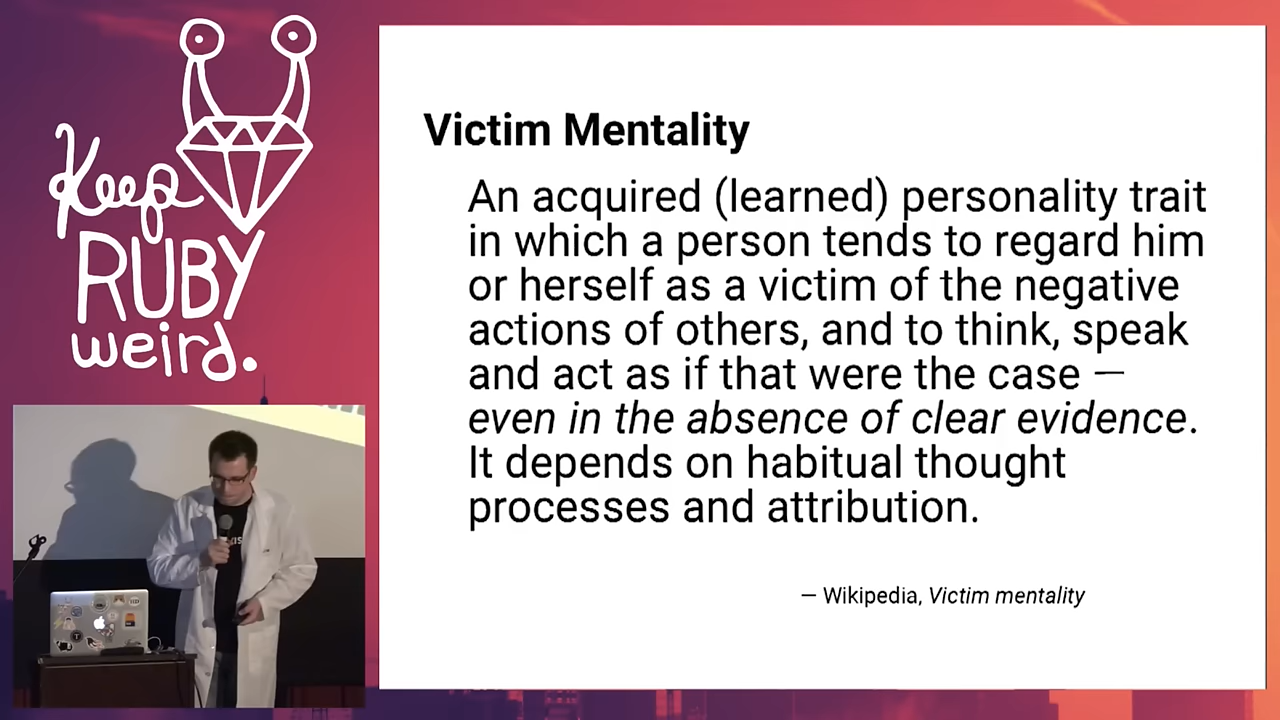 Keep
RUBY
weird.
Victim Mentality
An acquired (learned) personality trait
in which a person tends to regard him
or herself as a victim of the negative
actions of others, and to think, speak
and act as if that were the case —
even in the absence of clear evidence.
It depends on habitual thought
processes and attribution.
— Wikipedia, Victim mentality